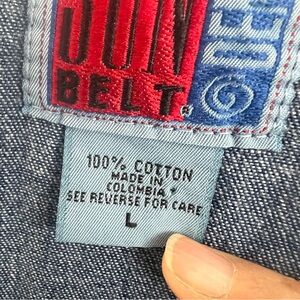 BELT
100% COTTON
MADE IN
COLOMBIA
SEE REVERSE FOR CARE
L